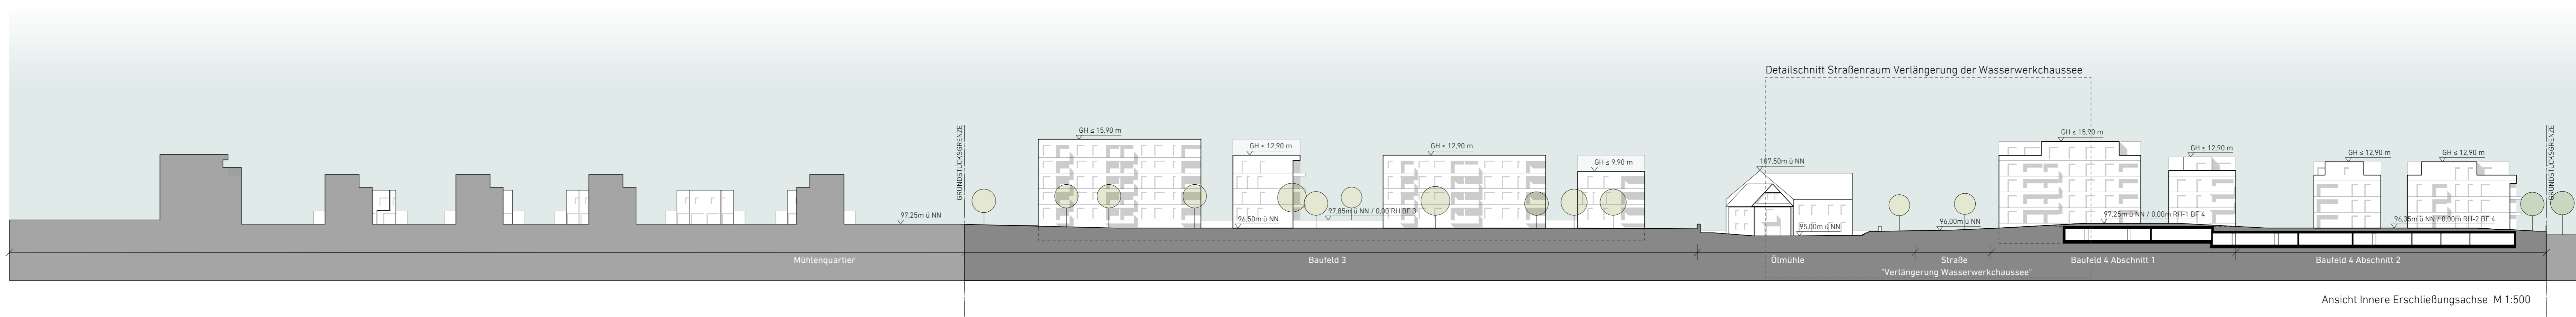 Detailschnitt Straßenraum Verlängerung der Wasserwerkchaussee
GRUNDSTÜCKSGRENZE
GH ≤ 15,90 m
GH ≤ 12,90 m
GH ≤ 12,90 m
GH ≤ 9,90 m
107,50m ü NN
GH ≤ 15,90 m
GH ≤ 12,90 m
GH ≤ 12,90 m
GH ≤ 12,90 m
GRUNDSTÜCKSGRENZE
97,25m ü NN
96,50m ü NN
97,85m ü NN / 0,00 RH BF 3
95,00m ü NN
96,00m ü NN
97,25m ü NN / 0,00m RH-1 BF 4
96,35m ü NN / 0,00m RH-2 BF 4
Mühlenquartier
Baufeld 3
Ölmühle
Straße
"Verlängerung Wasserwerkchaussee"
Baufeld 4 Abschnitt 1
Baufeld 4 Abschnitt 2
Ansicht Innere Erschließungsachse M 1:500